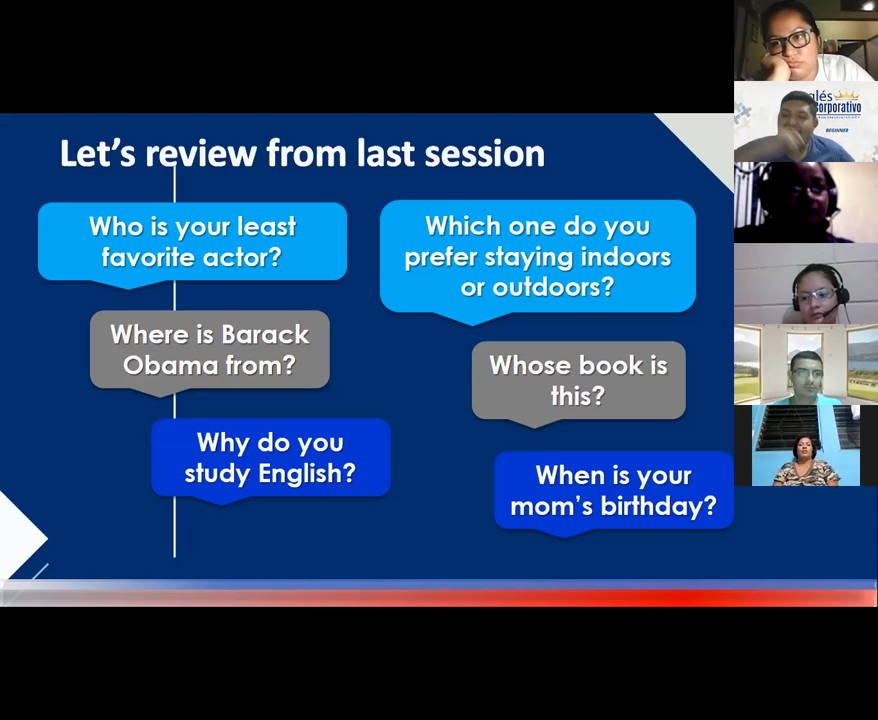 Let's review from last session
Who is your least
favorite actor?
Which one do you
prefer staying indoors
or outdoors?
Where is Barack
Obama from?
Whose book is
this?
Why do you
study English?
When is your
mom's birthday?
BEGINNER